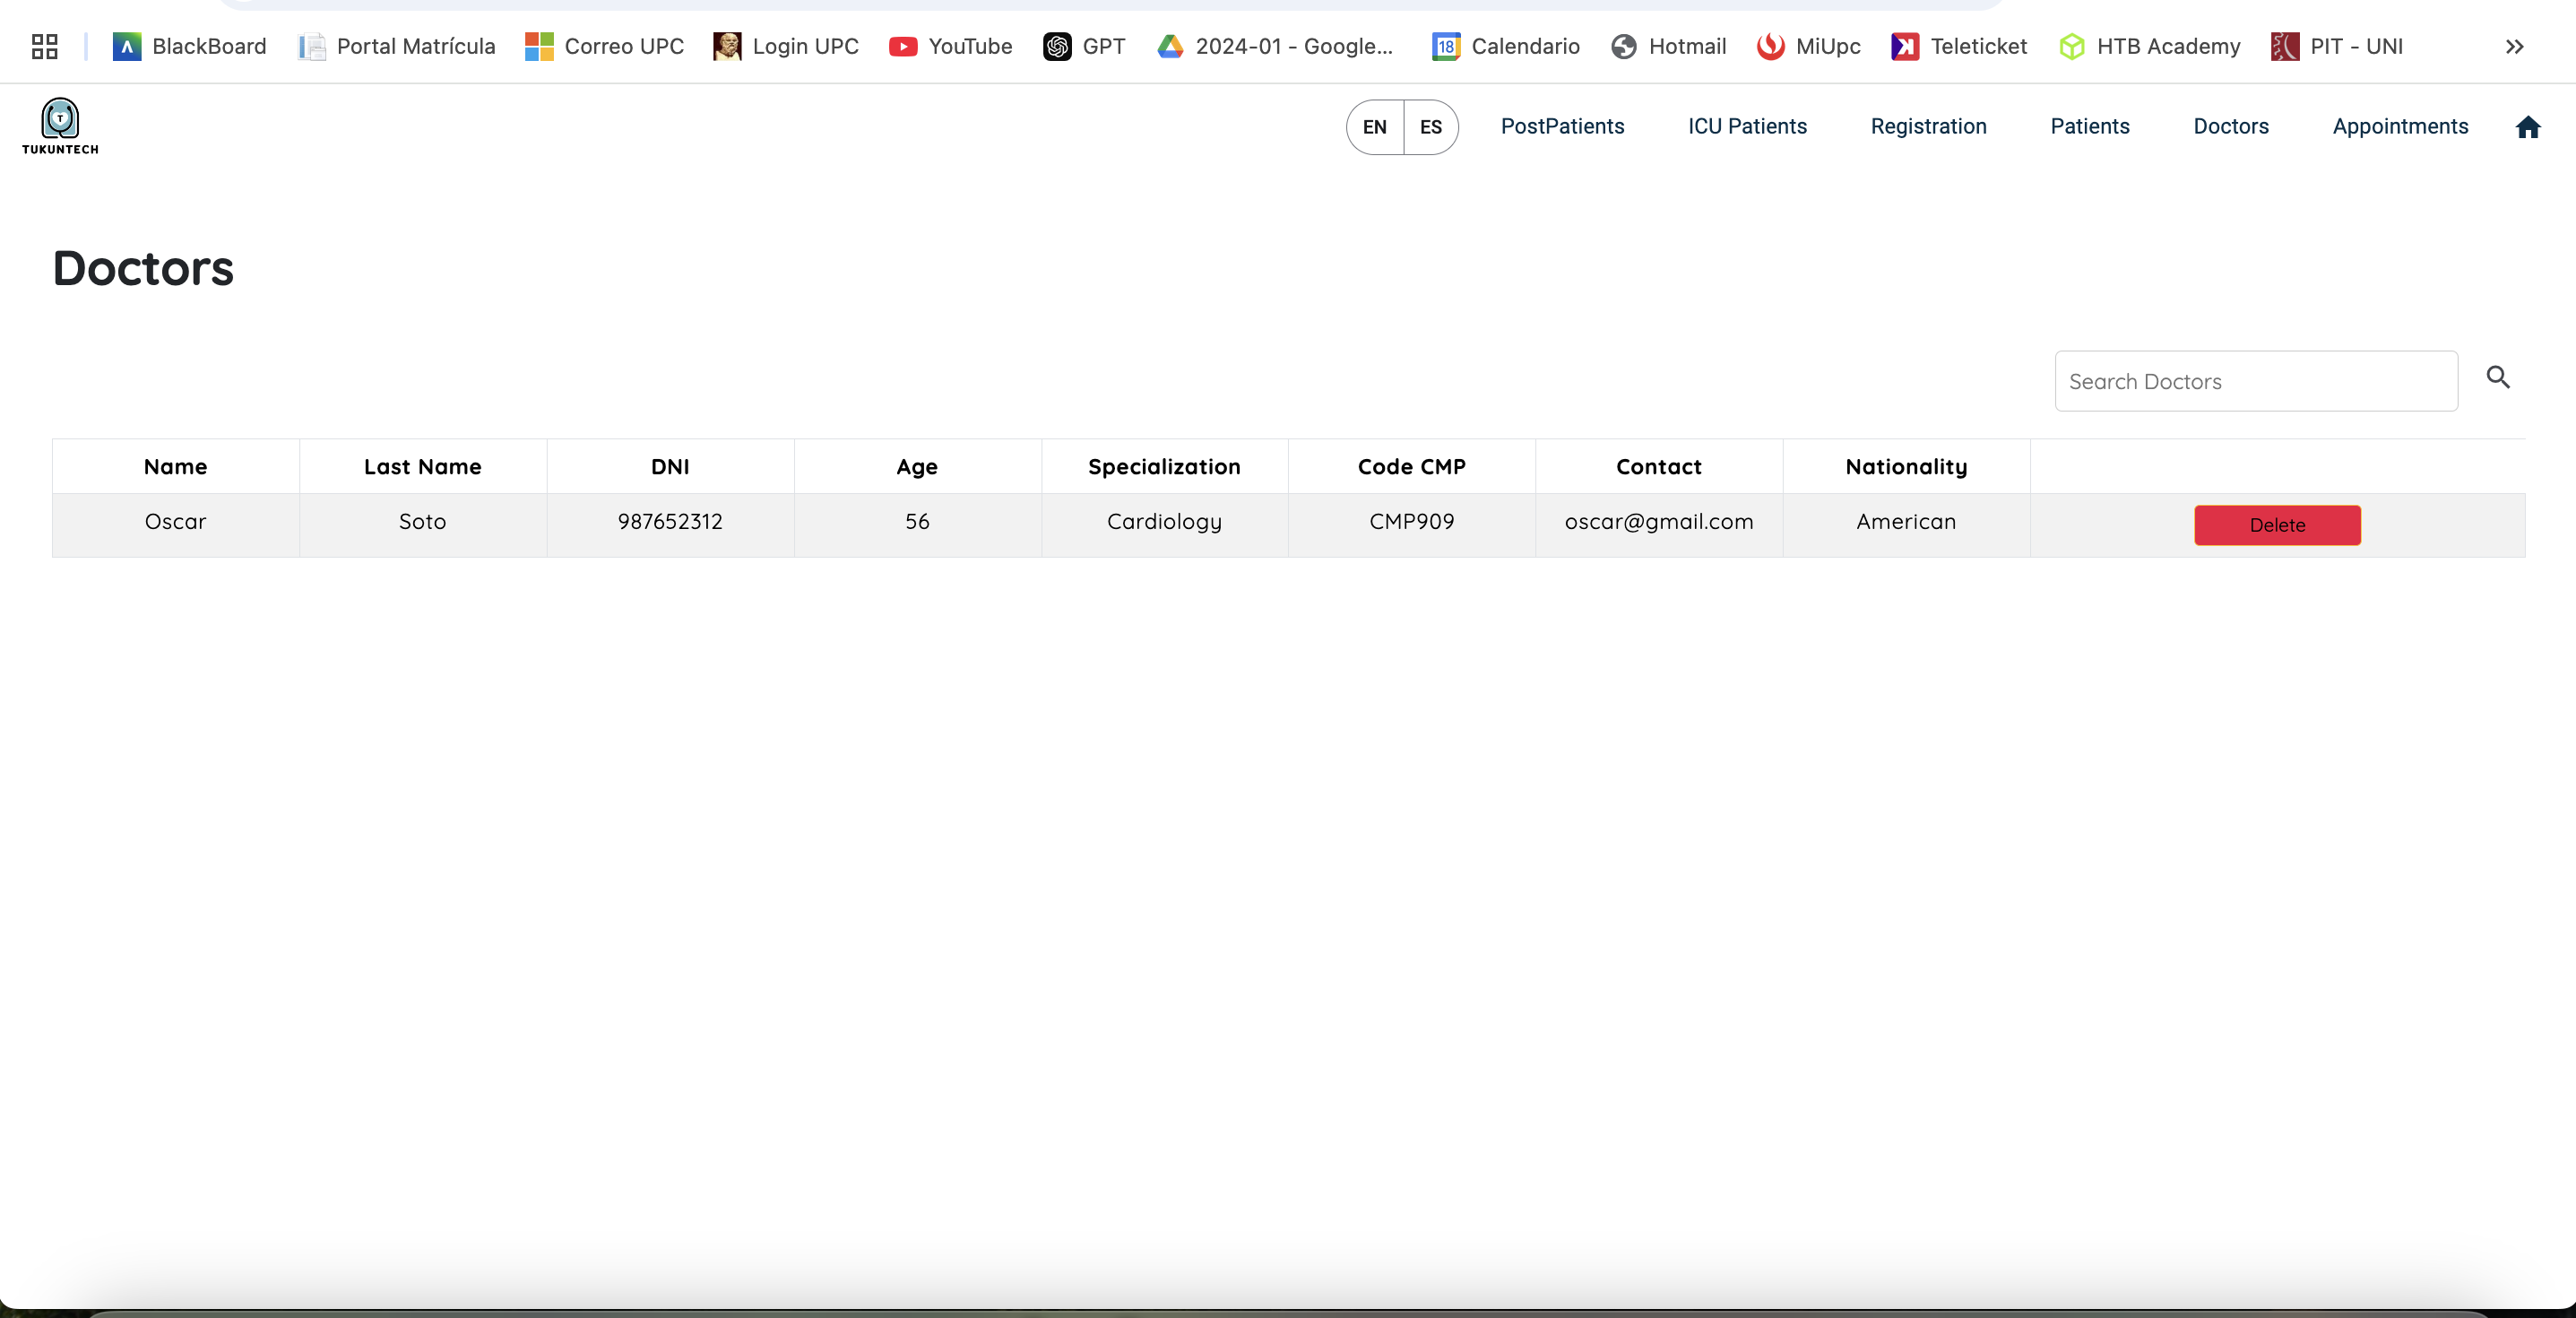 BlackBoard Portal Matrícula Correo UPC Login UPC YouTube GPT 2024-01 - Google... 18 Calendario Hotmail MiUpc Teleticket HTB Academy PIT - UNI
T
TUKUNTECH
EN ES PostPatients ICU Patients Registration Patients Doctors Appointments
Doctors
Search Doctors
Name Last Name DNI Age Specialization Code CMP Contact Nationality
Oscar Soto 987652312 56 Cardiology CMP909 oscar@gmail.com American Delete